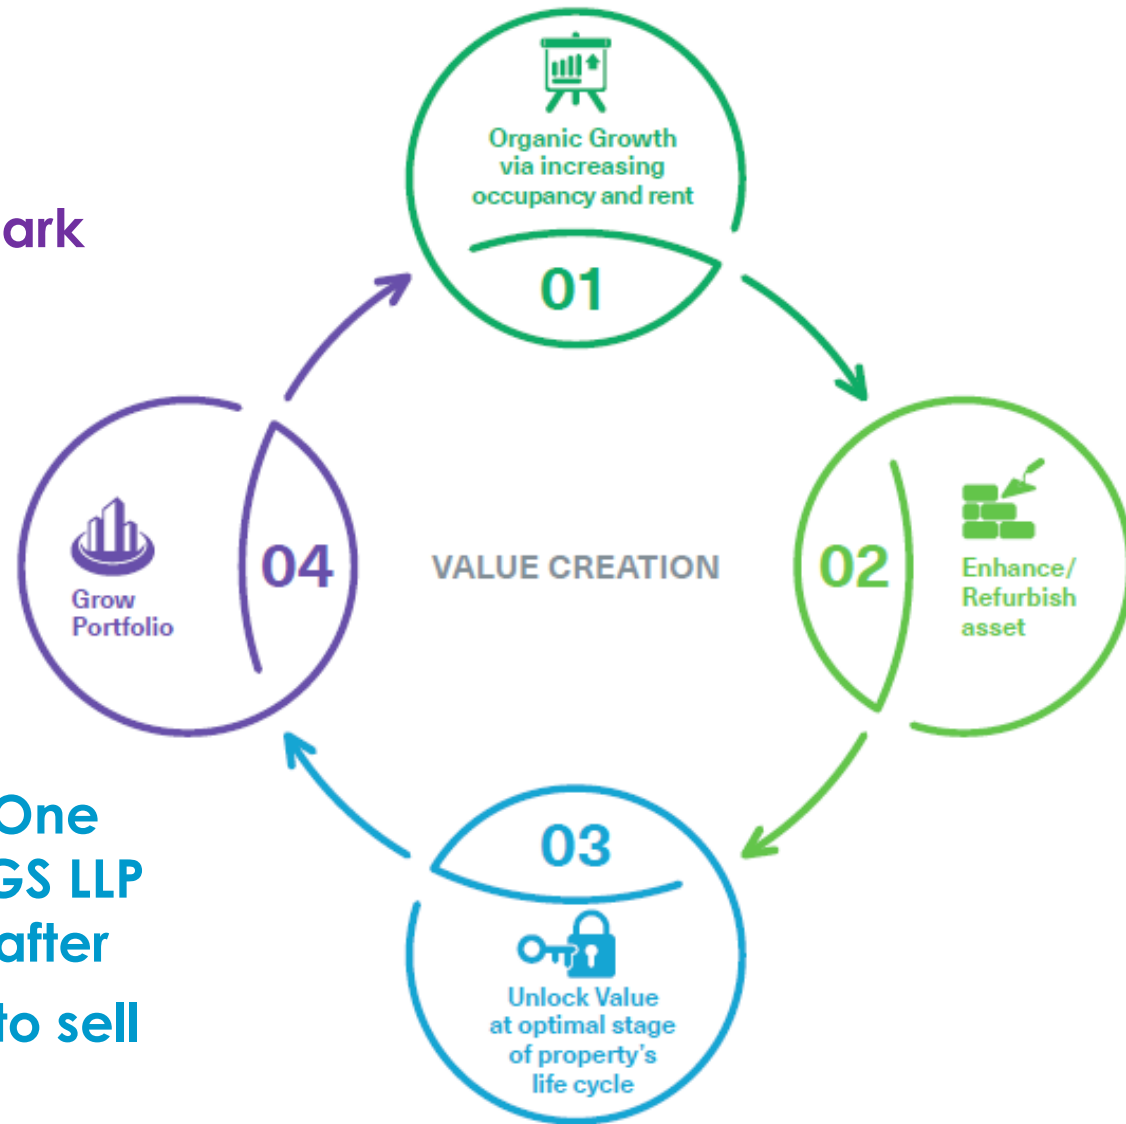 Organic Growth
via increasing
occupancy and rent
01
ark
04
Grow
Portfolio
VALUE CREATION
02
Enhance/
Refurbish
asset
One
GS LLP
after
to sell
03
Unlock Value
at optimal stage
of property's
life cycle